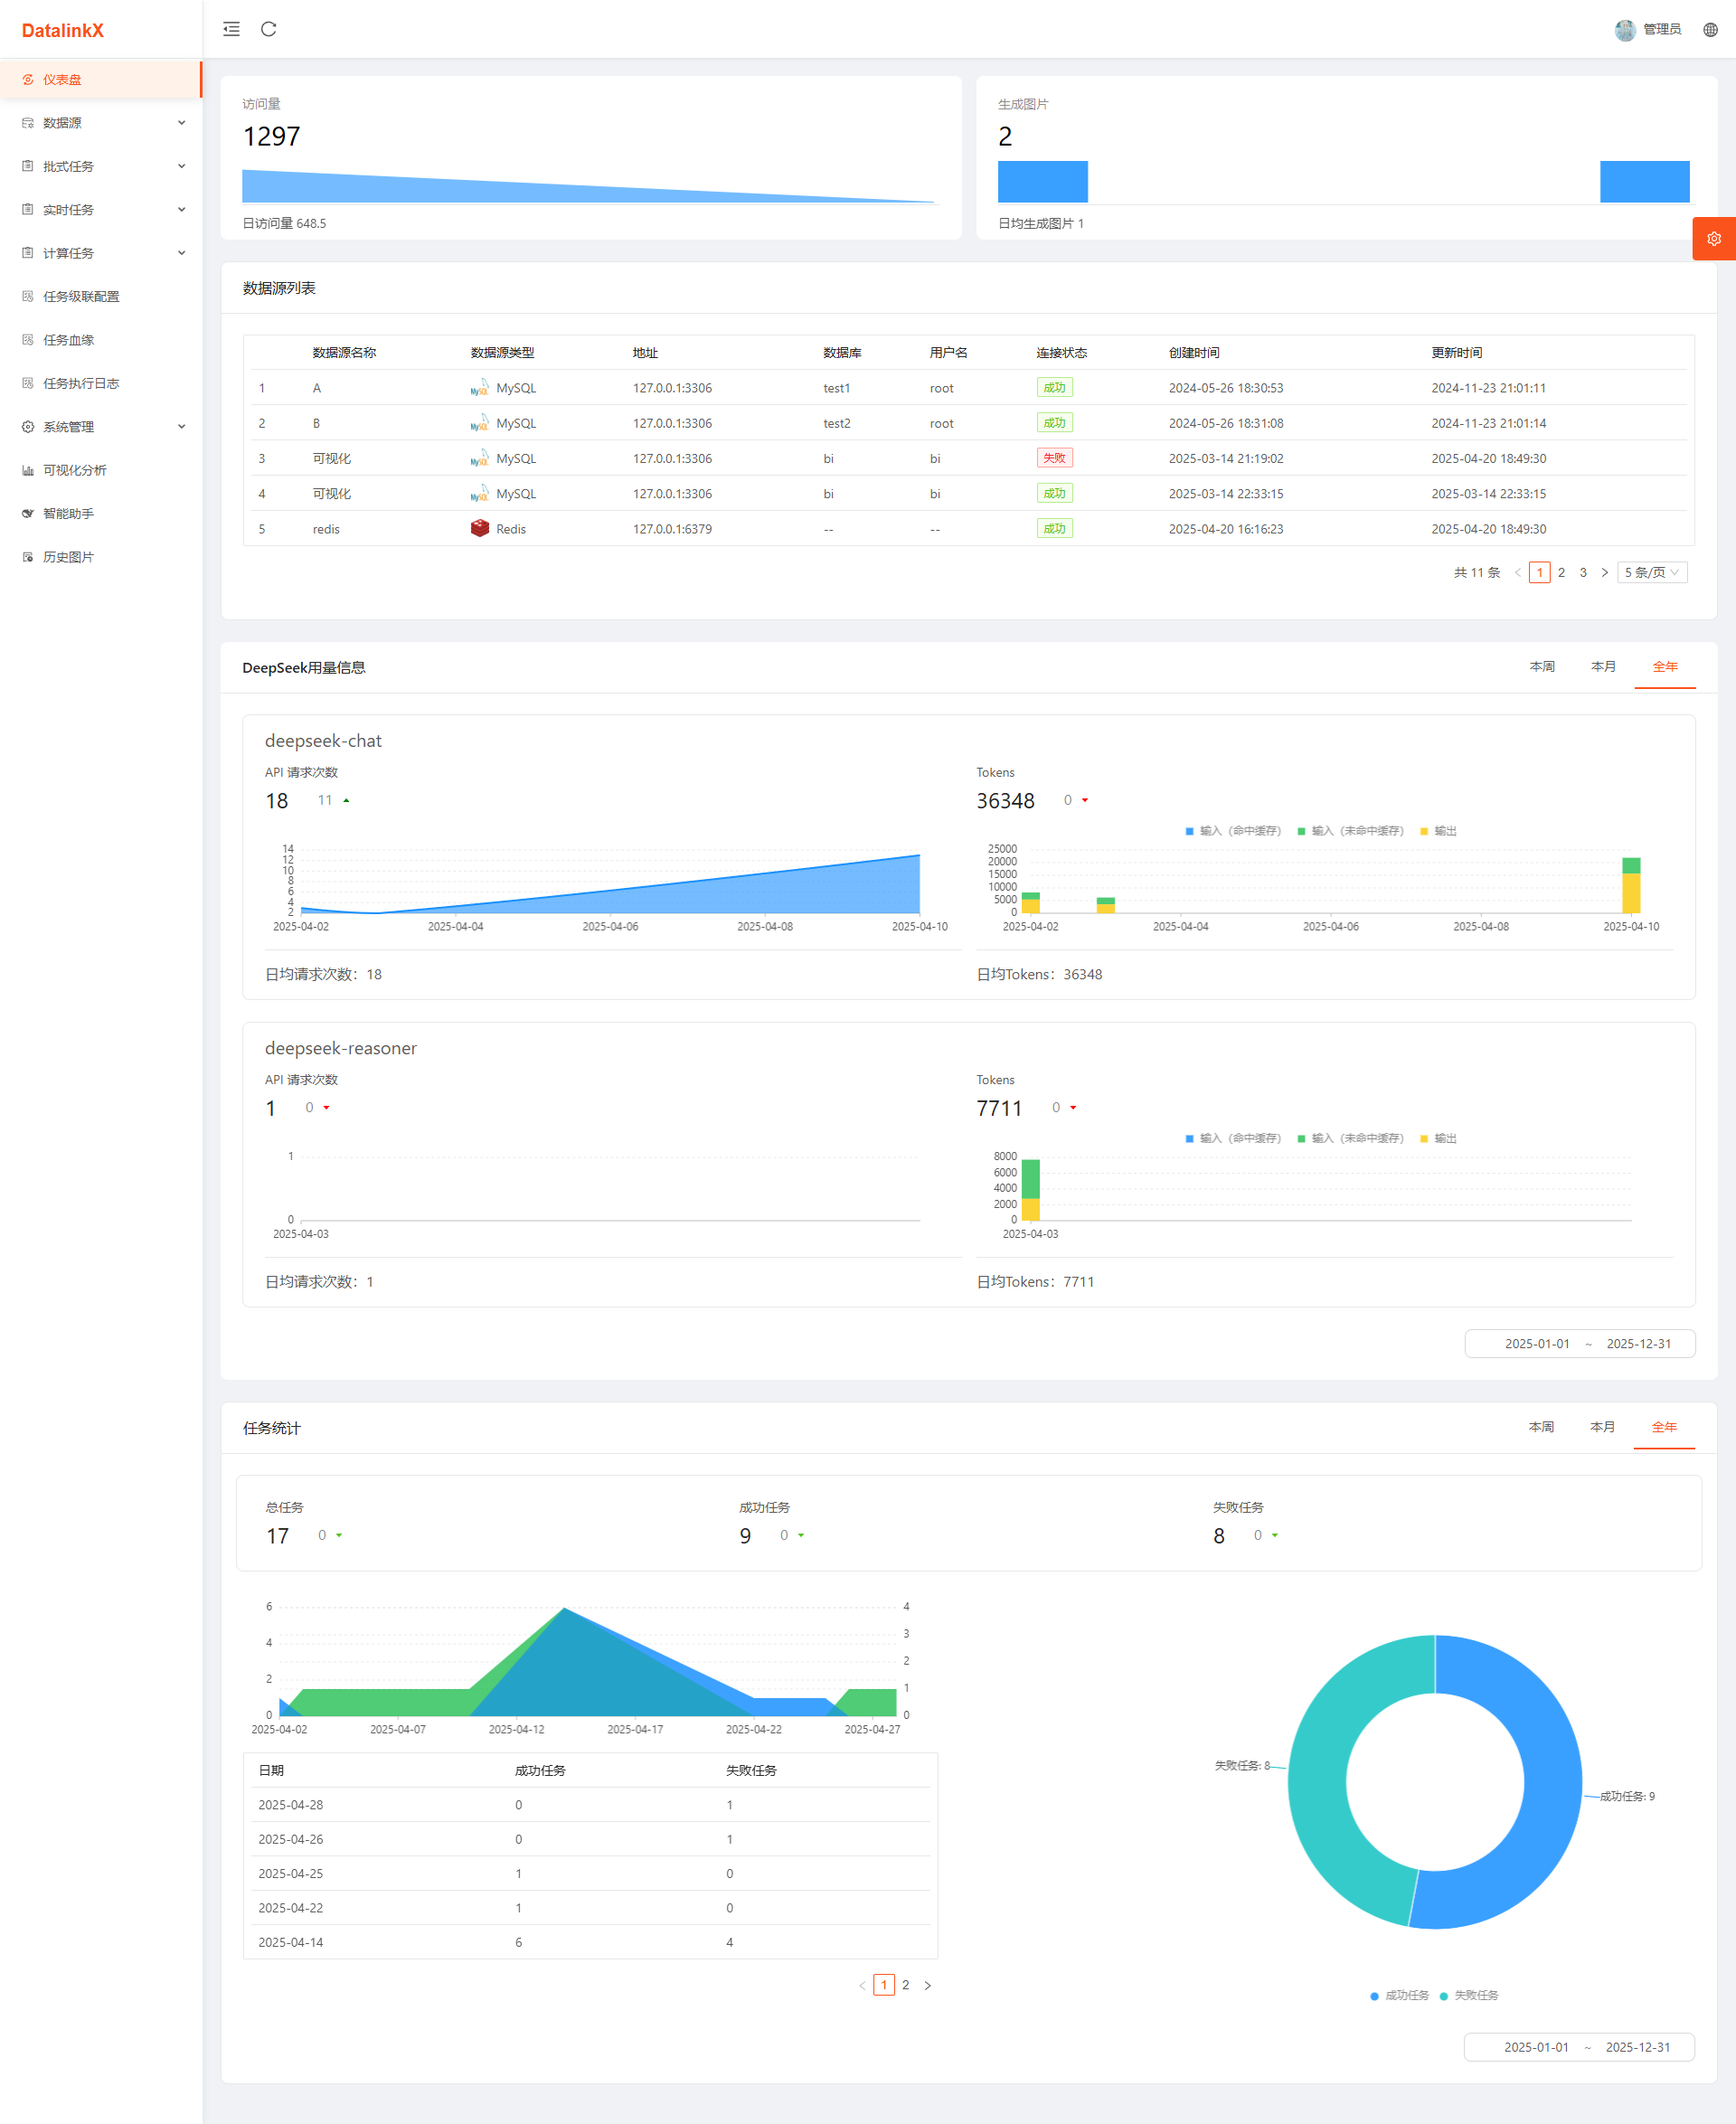 DatalinkX
管理员
仪表盘
数据源
批式任务
实时任务
计算任务
任务级联配置
任务血缘
任务执行日志
系统管理
可视化分析
智能助手
历史图片
访问量
1297
日访问量 648.5
生成图片
2
日均生成图片 1
数据源列表
数据源名称 数据源类型 地址 数据库 用户名 连接状态 创建时间 更新时间
1 A MySQL 127.0.0.1:3306 test1 root 成功 2024-05-26 18:30:53 2024-11-23 21:01:11
2 B MySQL 127.0.0.1:3306 test2 root 成功 2024-05-26 18:31:08 2024-11-23 21:01:14
3 可视化 MySQL 127.0.0.1:3306 bi bi 失败 2025-03-14 21:19:02 2025-04-20 18:49:30
4 可视化 MySQL 127.0.0.1:3306 bi bi 成功 2025-03-14 22:33:15 2025-03-14 22:33:15
5 redis Redis 127.0.0.1:6379 -- -- 成功 2025-04-20 16:16:23 2025-04-20 18:49:30
共 11 条 < 1 2 3 > 5 条/页
DeepSeek用量信息
本周 本月 全年
deepseek-chat
API 请求次数
18 11
14
12
10
8
6
4
2
2025-04-02 2025-04-04 2025-04-06 2025-04-08 2025-04-10
日均请求次数：18
Tokens
36348 0
输入（命中缓存） 输入（未命中缓存） 输出
25000
20000
15000
10000
5000
0
2025-04-02 2025-04-04 2025-04-06 2025-04-08 2025-04-10
日均Tokens：36348
deepseek-reasoner
API 请求次数
1 0
1
0
2025-04-03
日均请求次数：1
Tokens
7711 0
输入（命中缓存） 输入（未命中缓存） 输出
8000
6000
4000
2000
0
2025-04-03
日均Tokens：7711
2025-01-01 ~ 2025-12-31
任务统计
本周 本月 全年
总任务
17 0
成功任务
9 0
失败任务
8 0
6
4
2
0
4
3
2
1
0
2025-04-02 2025-04-07 2025-04-12 2025-04-17 2025-04-22 2025-04-27
日期 成功任务 失败任务
2025-04-28 0 1
2025-04-26 0 1
2025-04-25 1 0
2025-04-22 1 0
2025-04-14 6 4
< 1 2 >
失败任务: 8
成功任务: 9
成功任务 失败任务
2025-01-01 ~ 2025-12-31